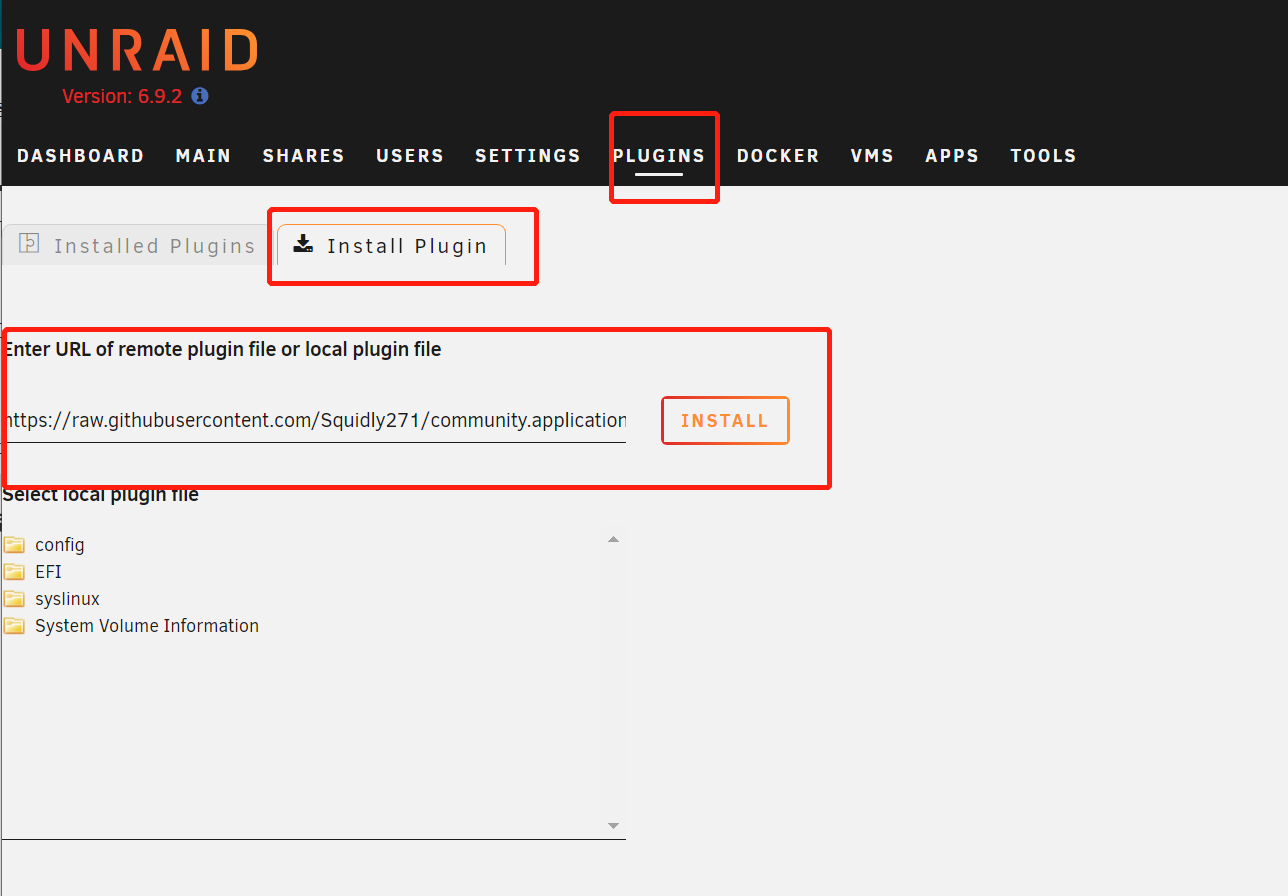 UNRAID
Version: 6.9.2
DASHBOARD MAIN SHARES USERS SETTINGS PLUGINS DOCKER VMS APPS TOOLS
Installed Plugins Install Plugin
Enter URL of remote plugin file or local plugin file
https://raw.githubusercontent.com/Squidly271/community.application
INSTALL
Select local plugin file
config
EFI
syslinux
System Volume Information